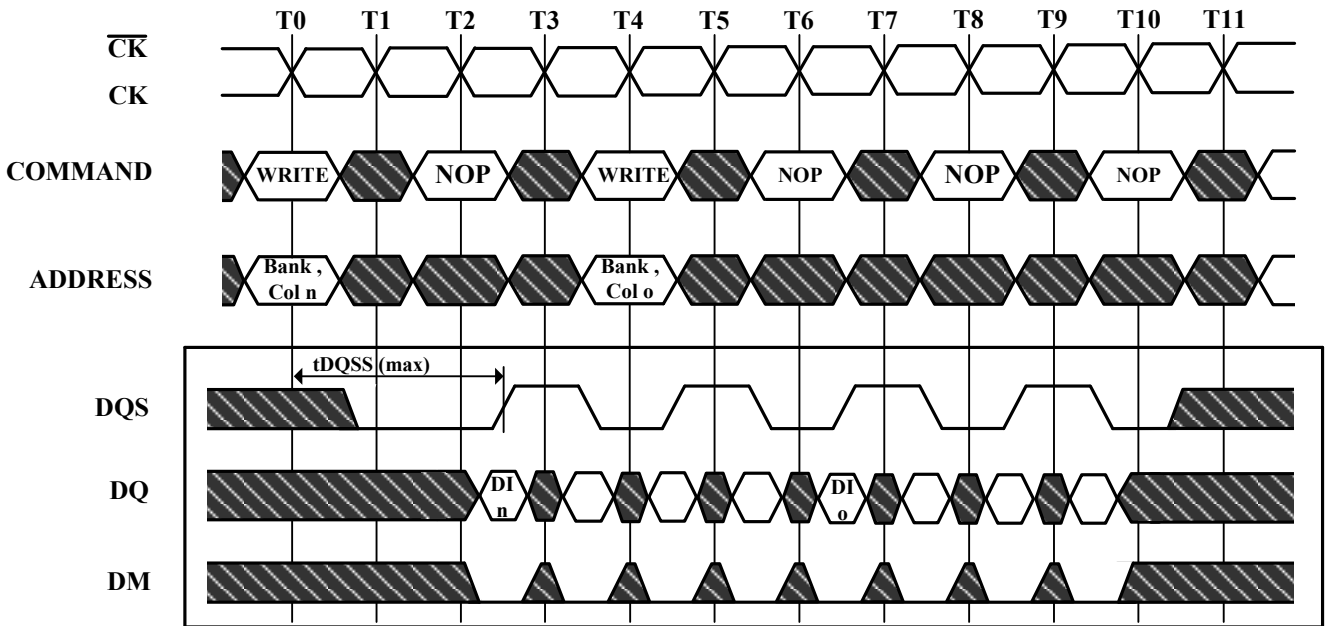 T0 T1 T2 T3 T4 T5 T6 T7 T8 T9 T10 T11
CK
CK
COMMAND WRITE NOP WRITE NOP NOP NOP
ADDRESS
Bank , Bank ,
Col n Col o
tDQSS (max)
DQS
DQ
DI
n
DI
o
DM